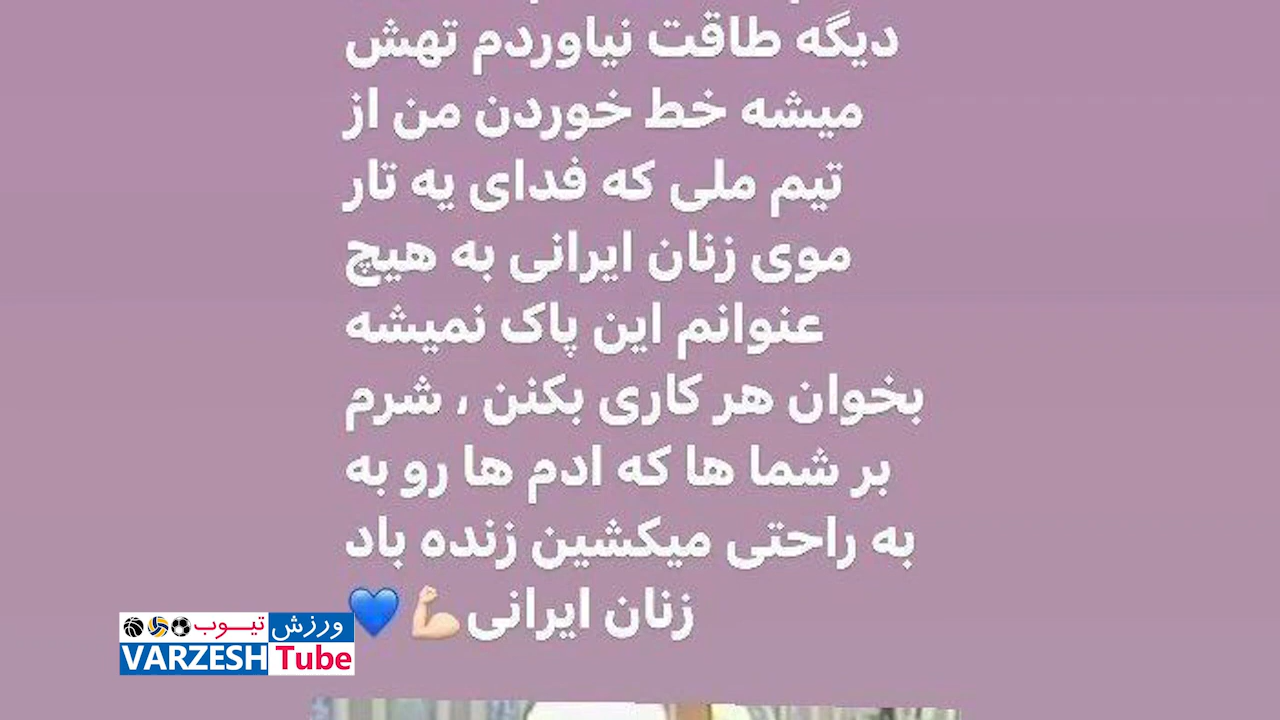 دیگه طاقت نیاوردم تهش
میشه خط خوردن من از
تیم ملی که فدای یه تار
موی زنان ایرانی به هیچ
عنوانم این پاک نمیشه
بخوان هر کاری بکنن ، شرم
بر شما ها که ادم ها رو به
به راحتی میکشین زنده باد
زنان ایرانی💪🏻💙
ورزش تیوب
VARZESH Tube